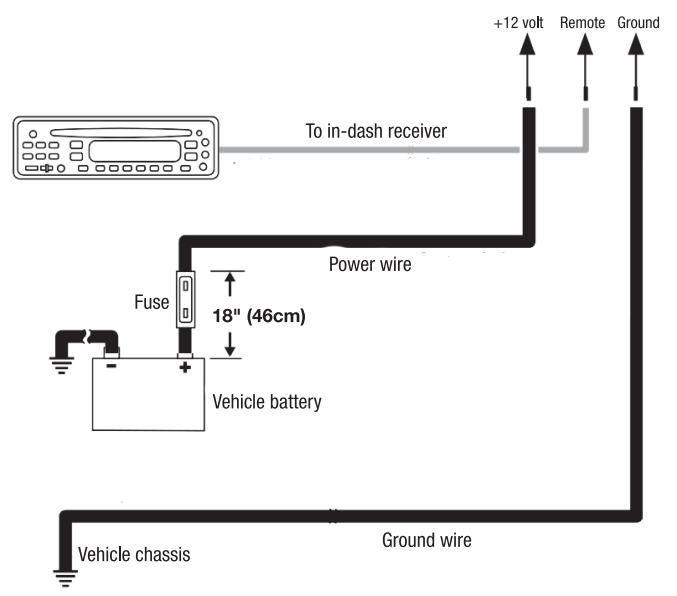 +12 volt Remote Ground
To in-dash receiver
Power wire
Fuse
18" (46cm)
- +
Vehicle battery
Ground wire
Vehicle chassis